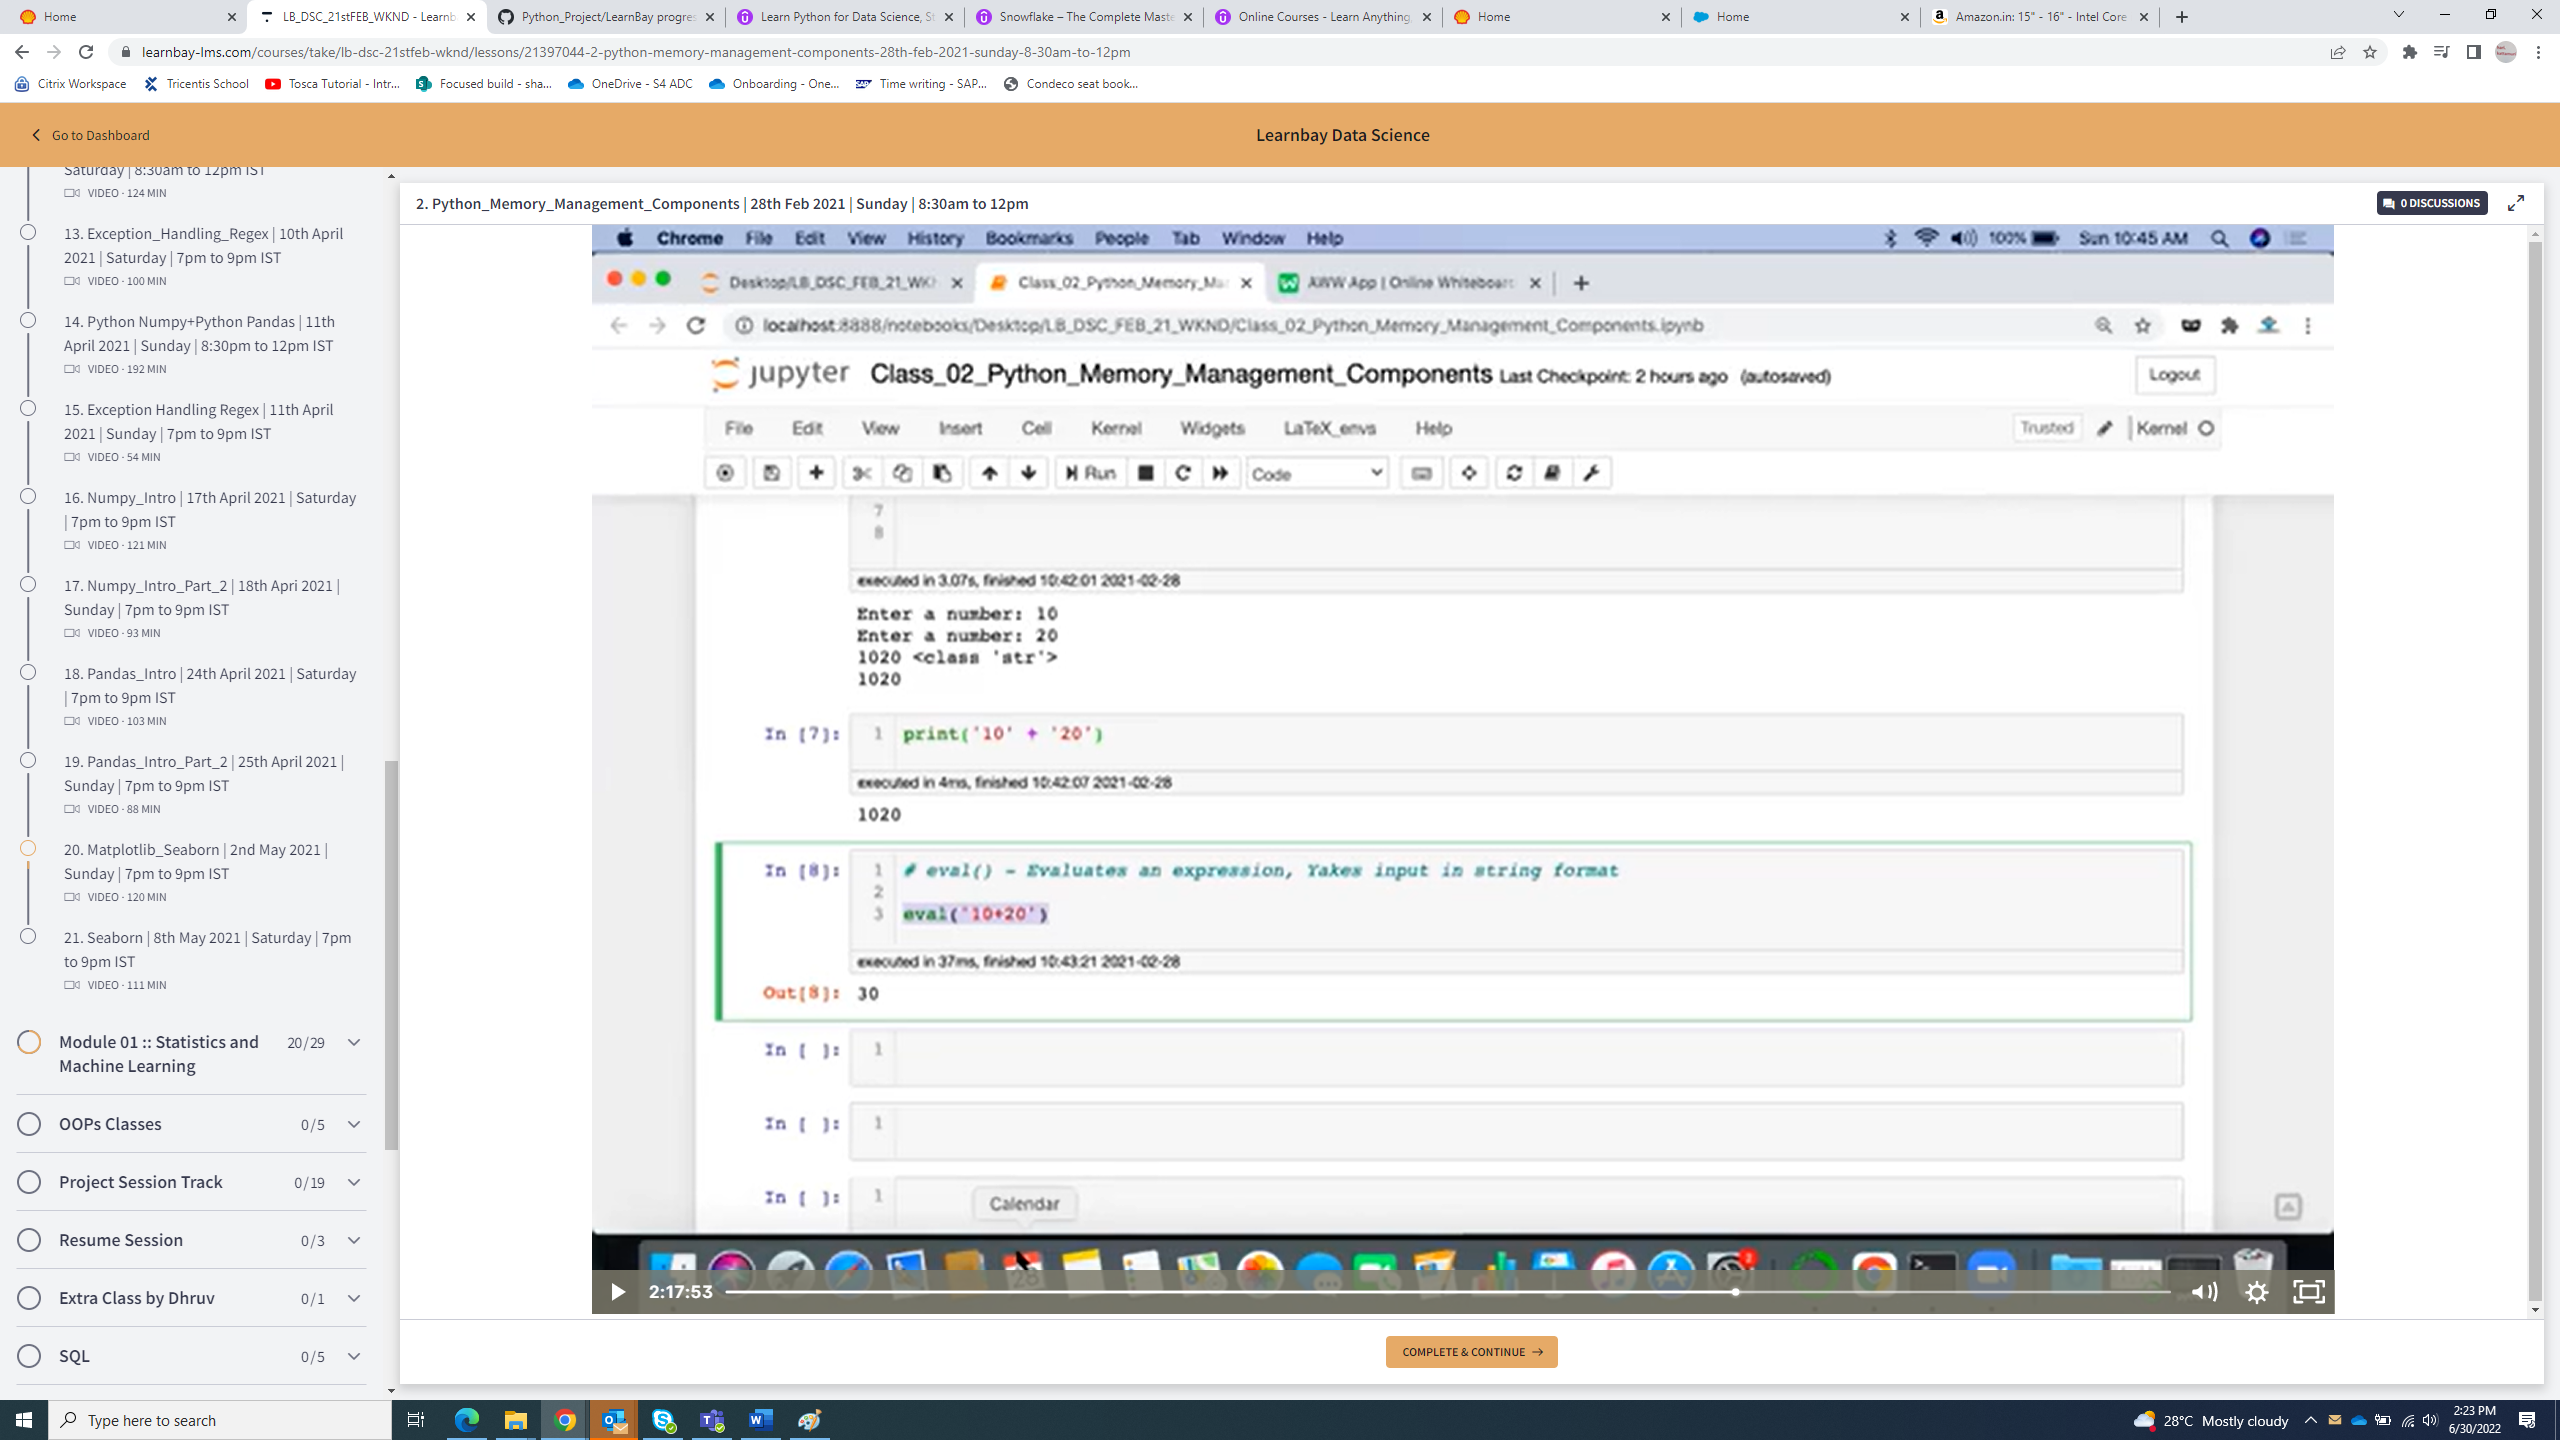 Home
LB_DSC_21stFEB_WKND - Learnb
Python_Project/LearnBay progres
Learn Python for Data Science, St
Snowflake – The Complete Maste
Online Courses - Learn Anything,
Home
Home
Amazon.in: 15" - 16" - Intel Core
learnbay-lms.com/courses/take/lb-dsc-21stfeb-wknd/lessons/21397044-2-python-memory-management-components-28th-feb-2021-sunday-8-30am-to-12pm
Citrix Workspace
Tricentis School
Tosca Tutorial - Intr...
Focused build - sha...
OneDrive - S4 ADC
Onboarding - One...
Time writing - SAP...
Condeco seat book...
Go to Dashboard
Learnbay Data Science
Saturday | 8:30am to 12pm IST
VIDEO · 124 MIN
13. Exception_Handling_Regex | 10th April
2021 | Saturday | 7pm to 9pm IST
VIDEO · 100 MIN
14. Python Numpy+Python Pandas | 11th
April 2021 | Sunday | 8:30pm to 12pm IST
VIDEO · 192 MIN
15. Exception Handling Regex | 11th April
2021 | Sunday | 7pm to 9pm IST
VIDEO · 54 MIN
16. Numpy_Intro | 17th April 2021 | Saturday
| 7pm to 9pm IST
VIDEO · 121 MIN
17. Numpy_Intro_Part_2 | 18th Apri 2021 |
Sunday | 7pm to 9pm IST
VIDEO · 93 MIN
18. Pandas_Intro | 24th April 2021 | Saturday
| 7pm to 9pm IST
VIDEO · 103 MIN
19. Pandas_Intro_Part_2 | 25th April 2021 |
Sunday | 7pm to 9pm IST
VIDEO · 88 MIN
20. Matplotlib_Seaborn | 2nd May 2021 |
Sunday | 7pm to 9pm IST
VIDEO · 120 MIN
21. Seaborn | 8th May 2021 | Saturday | 7pm
to 9pm IST
VIDEO · 111 MIN
Module 01 :: Statistics and
Machine Learning
20/29
OOPs Classes 0/5
Project Session Track 0/19
Resume Session 0/3
Extra Class by Dhruv 0/1
SQL 0/5
2. Python_Memory_Management_Components | 28th Feb 2021 | Sunday | 8:30am to 12pm
0 DISCUSSIONS
Chrome File Edit View History Bookmarks People Tab Window Help
100% Sun 10:45 AM
Desktop/LB_DSC_FEB_21_WK
Class_02_Python_Memory_Ma
AWW App | Online Whiteboard
localhost:8888/notebooks/Desktop/LB_DSC_FEB_21_WKND/Class_02_Python_Memory_Management_Components.ipynb
jupyter Class_02_Python_Memory_Management_Components Last Checkpoint: 2 hours ago (autosaved)
Logout
File Edit View Insert Cell Kernel Widgets LaTeX_envs Help
Trusted Kernel
Run
Code
7
8
executed in 3.07s, finished 10:42:01 2021-02-28
Enter a number: 10
Enter a number: 20
1020 <class 'str'>
1020
In [7]: 1 print('10' + '20')
executed in 4ms, finished 10:42:07 2021-02-28
1020
In [8]: 1 # eval() - Evaluates an expression, Yakes input in string format
2
3 eval('10+20')
executed in 37ms, finished 10:43:21 2021-02-28
Out[8]: 30
In [ ]: 1
In [ ]: 1
In [ ]: 1
Calendar
28
2:17:53
COMPLETE & CONTINUE
Type here to search
28°C Mostly cloudy
2:23 PM
6/30/2022